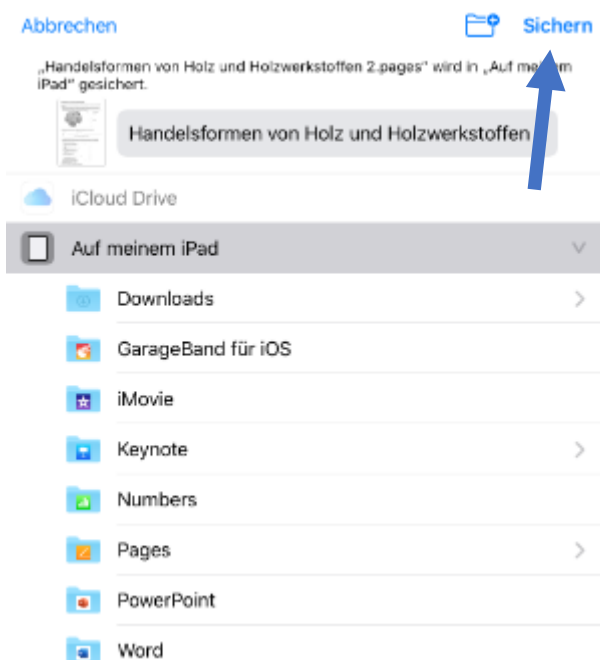 Abbrechen
Sichern
„Handelsformen von Holz und Holzwerkstoffen 2.pages" wird in „Auf meinem
iPad" gesichert.
Handelsformen von Holz und Holzwerkstoffen
iCloud Drive
Auf meinem iPad
Downloads
GarageBand für iOS
iMovie
Keynote
Numbers
Pages
PowerPoint
Word